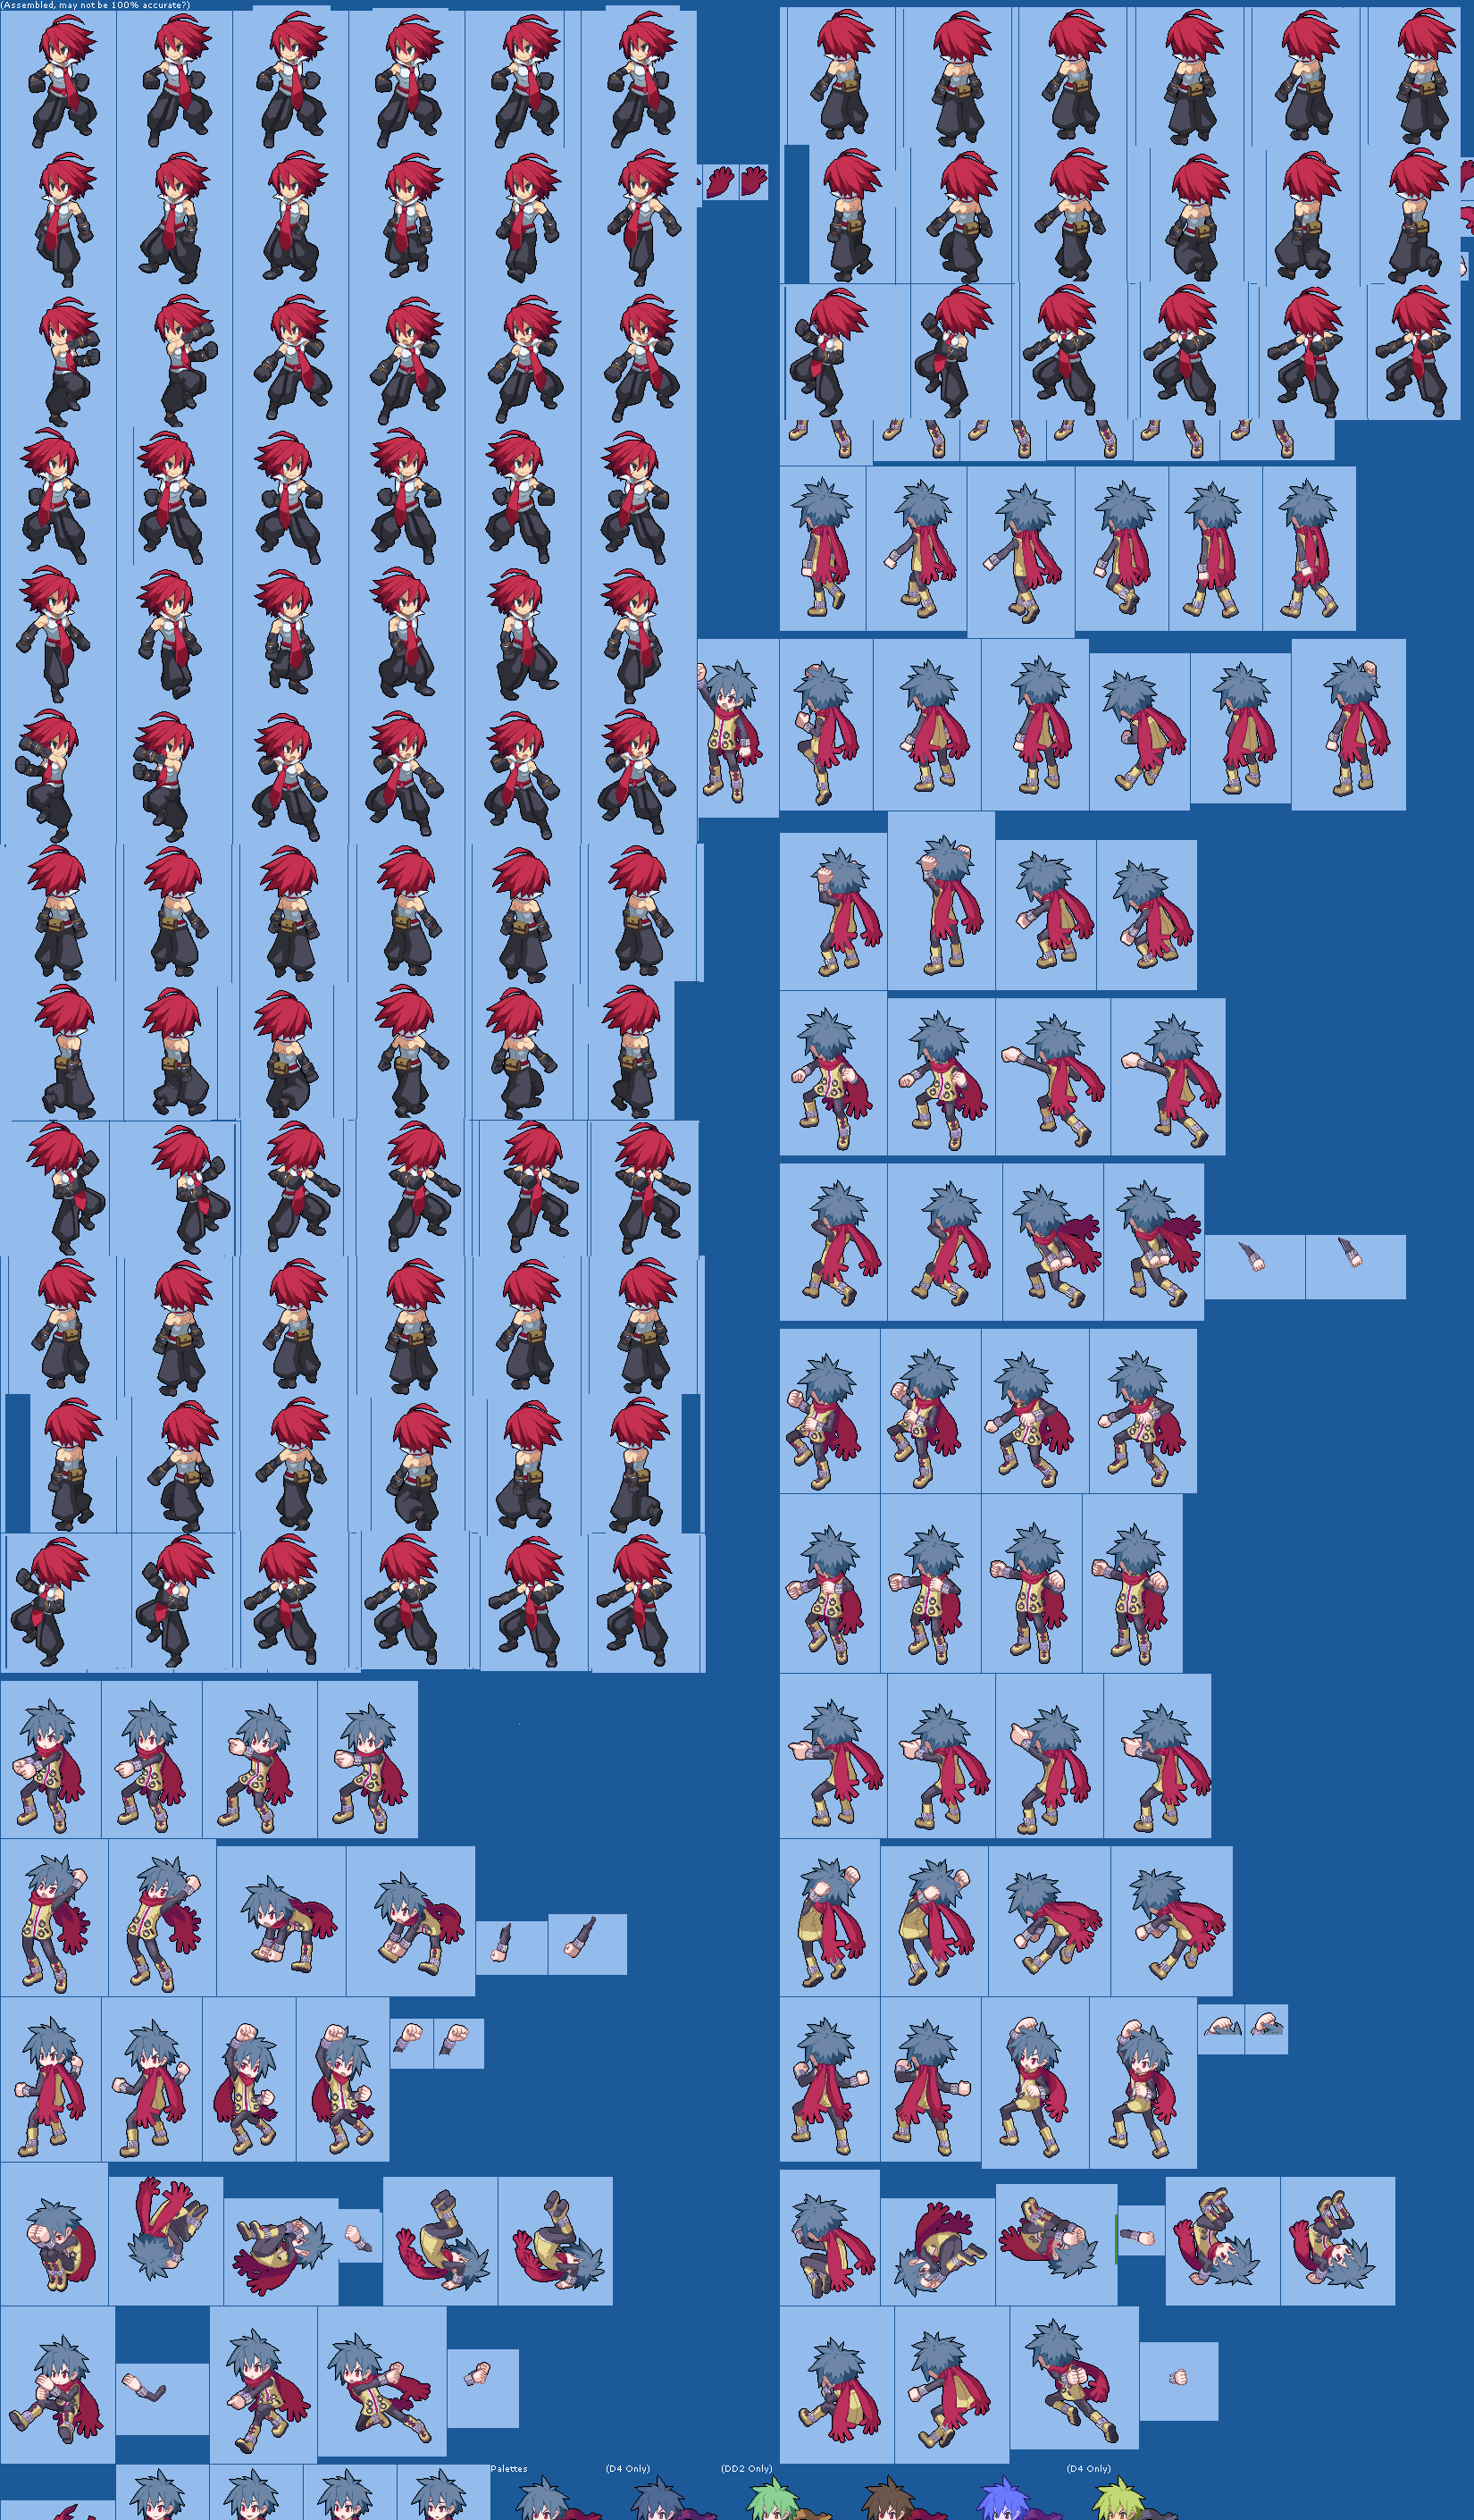 (Assembled, may not be 100% accurate?)
Palettes
(D4 Only)
(DD2 Only)
(D4 Only)